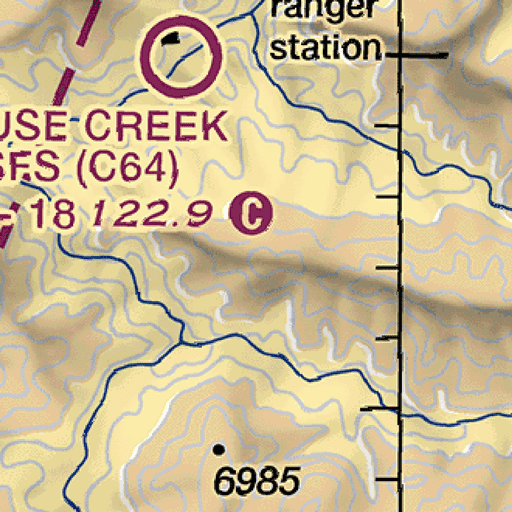 ranger
station
USE CREEK
SFS (C64)
- 18 122.9 C
6985